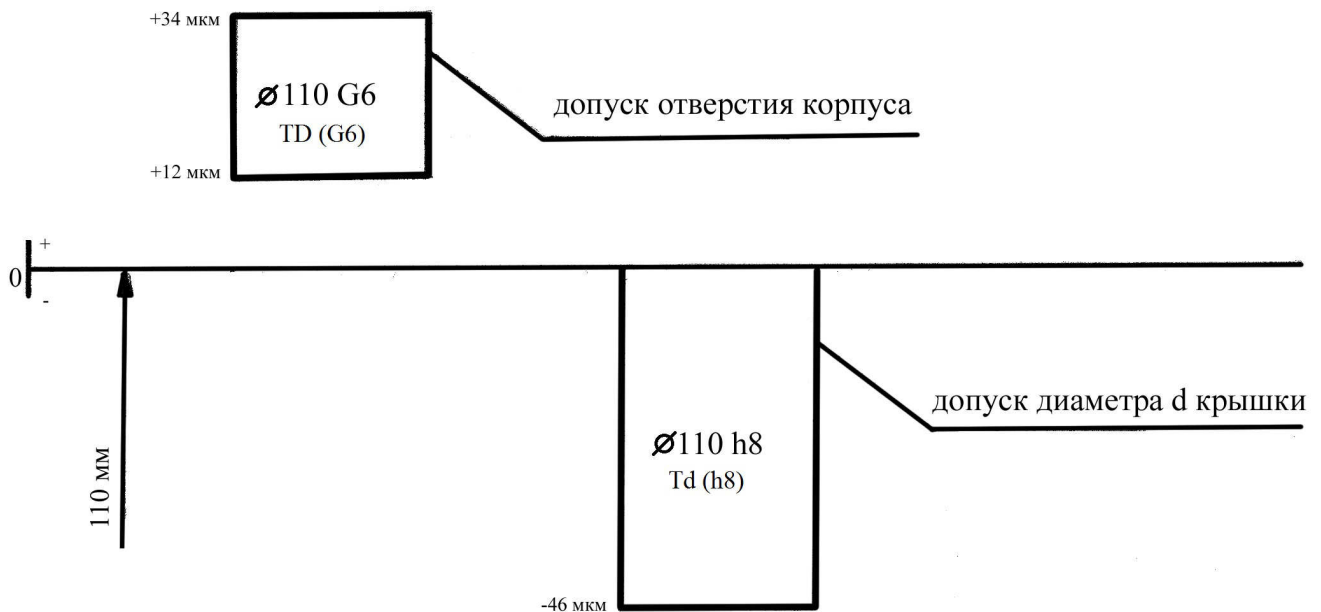 +34 мкм
⌀110 G6
TD (G6)
допуск отверстия корпуса
+12 мкм
+
0
-
110 мм
допуск диаметра d крышки
⌀110 h8
Td (h8)
-46 мкм